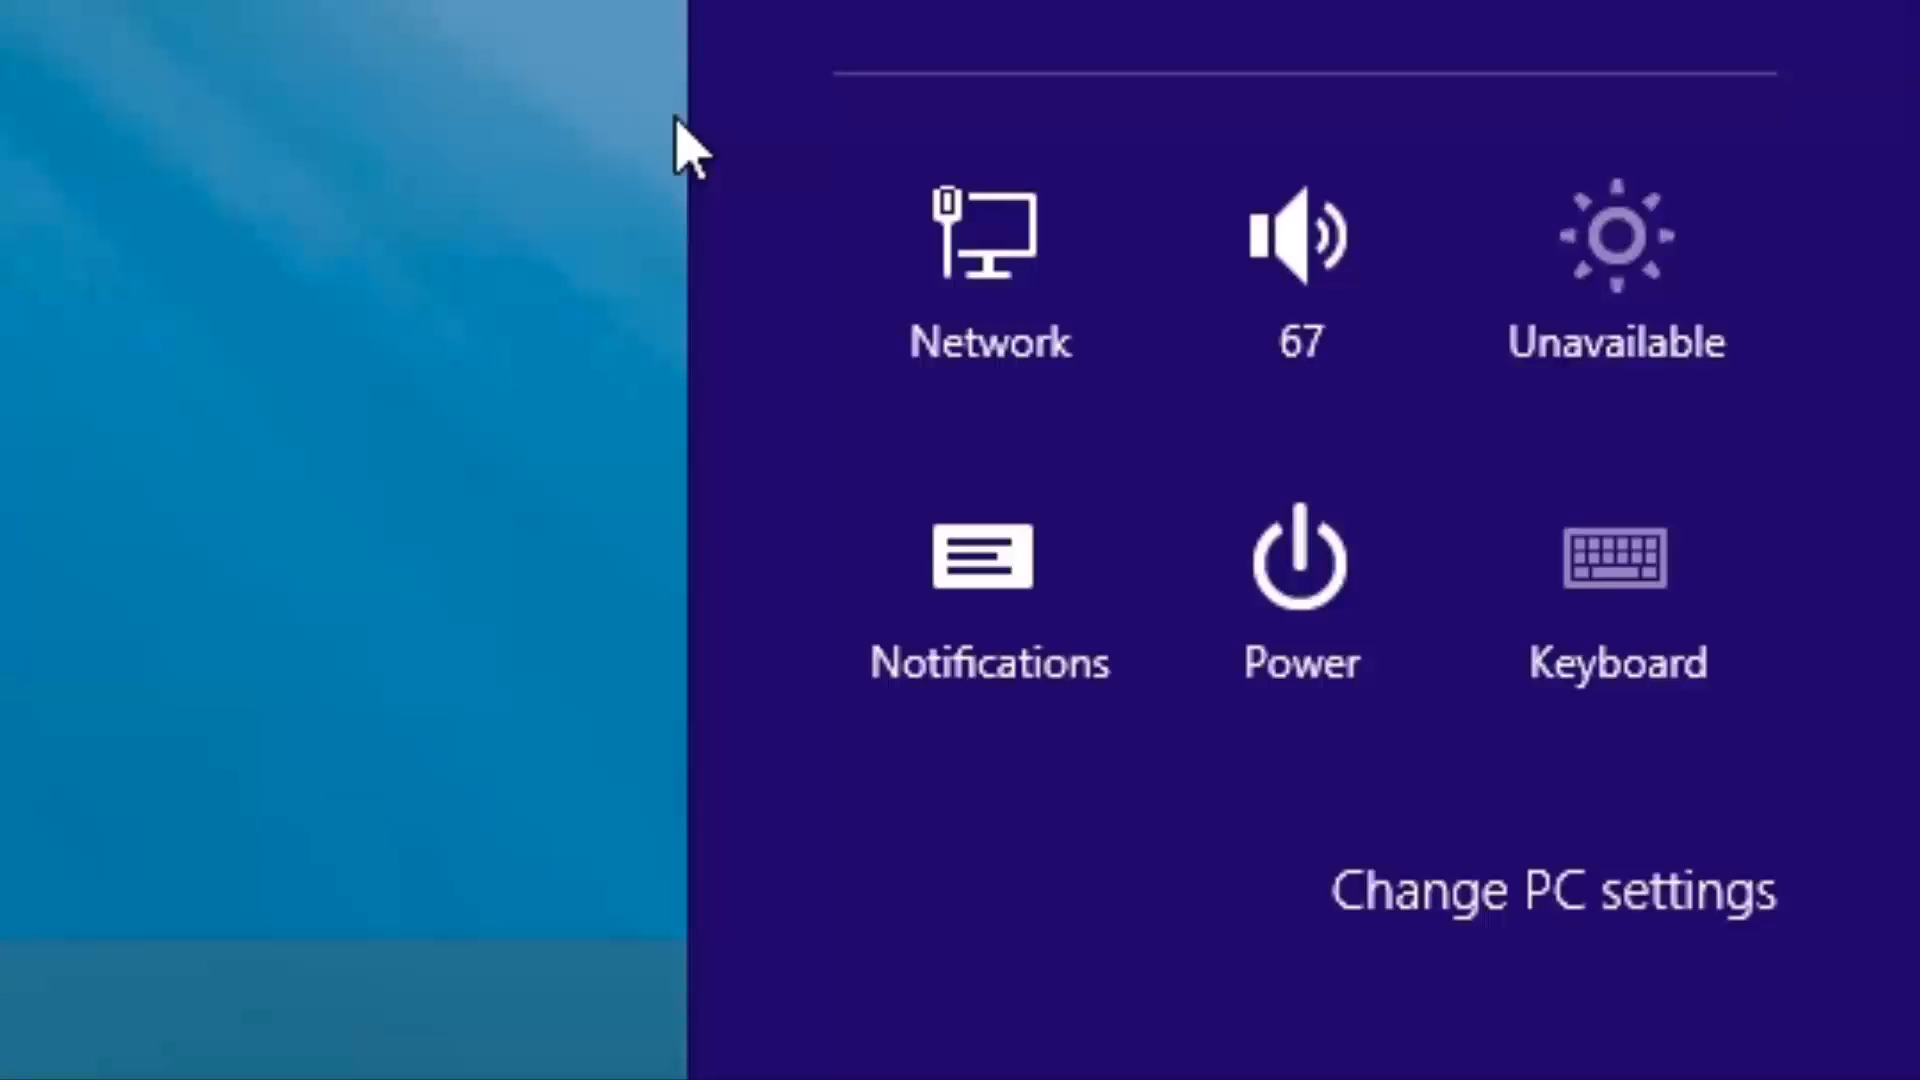 Network 67 Unavailable
Notifications Power Keyboard
Change PC settings